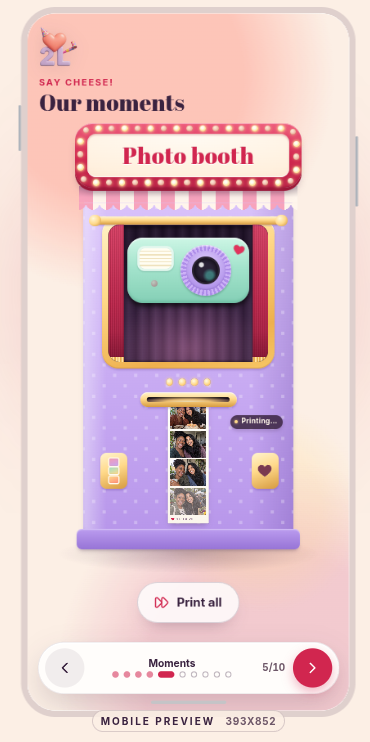 2L
SAY CHEESE!
Our moments
Photo booth
Printing...
Print all
Moments
5/10
MOBILE PREVIEW 393X852